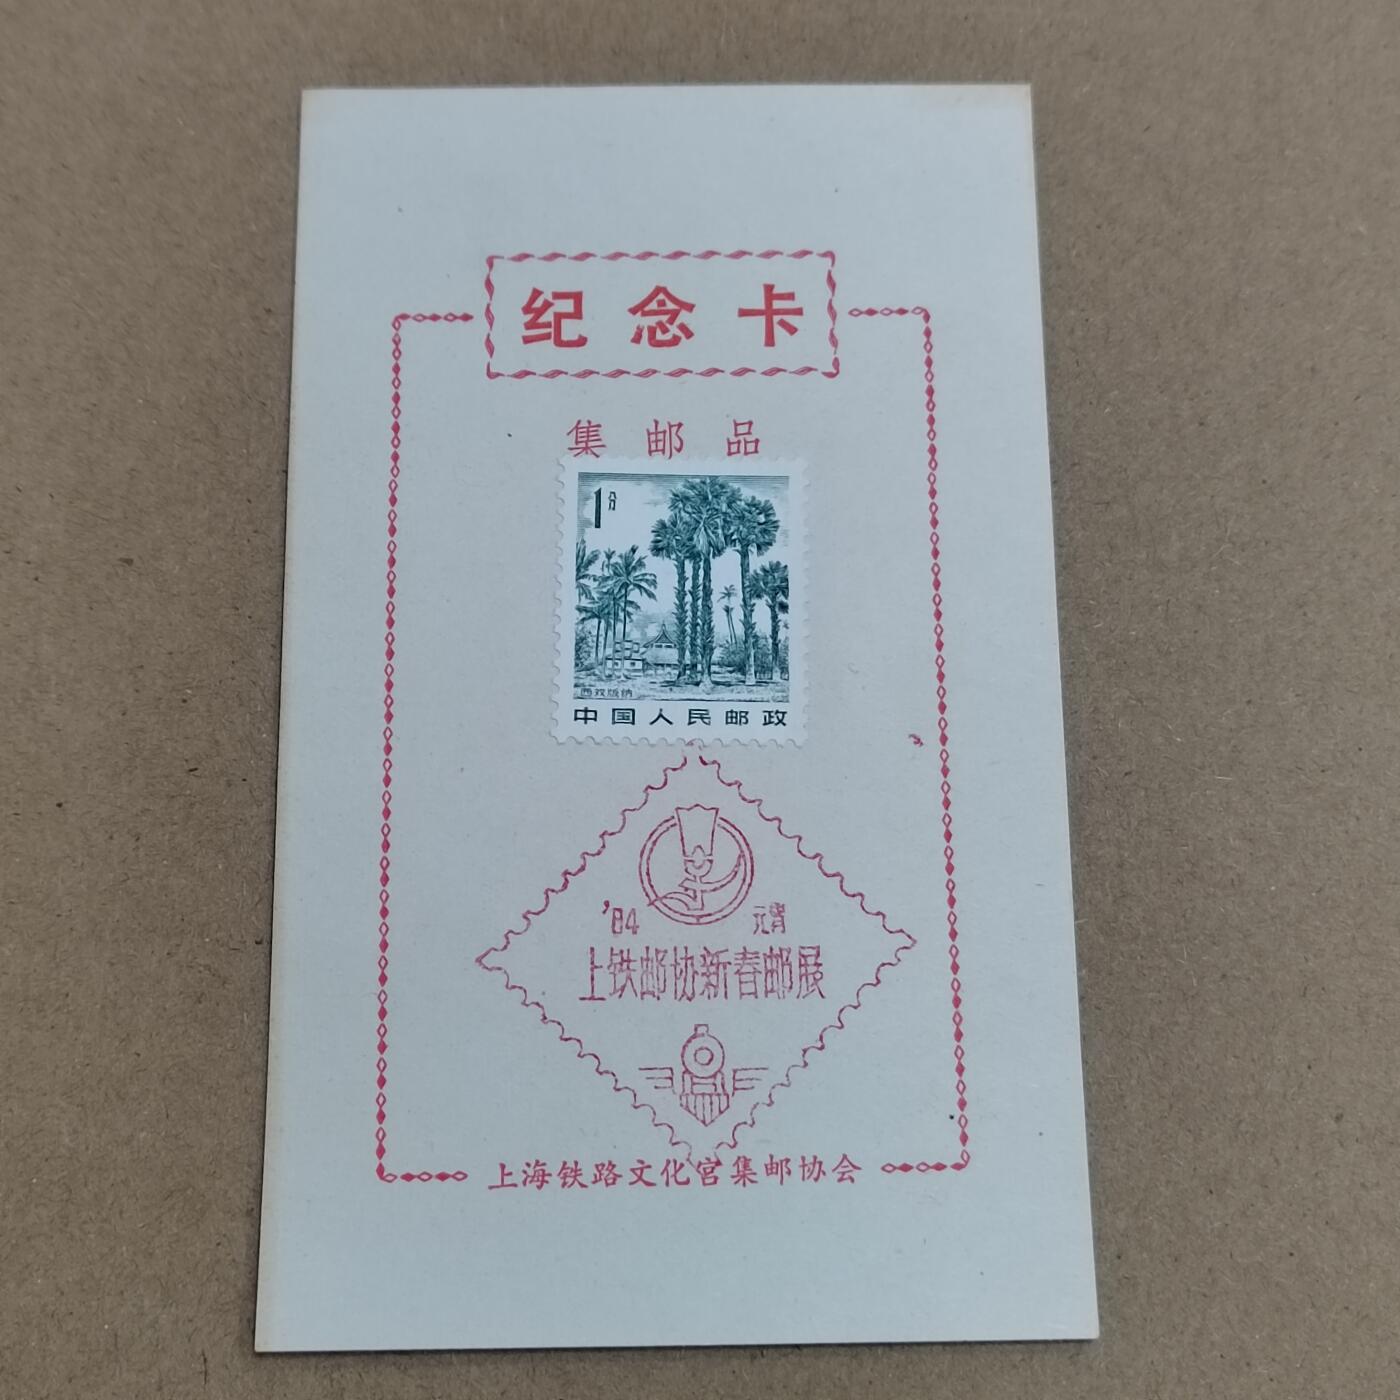 纪念卡
集邮品
1分
西双版纳
中国人民邮政
'84 元宵
上铁邮协新春邮展
上海铁路文化宫集邮协会